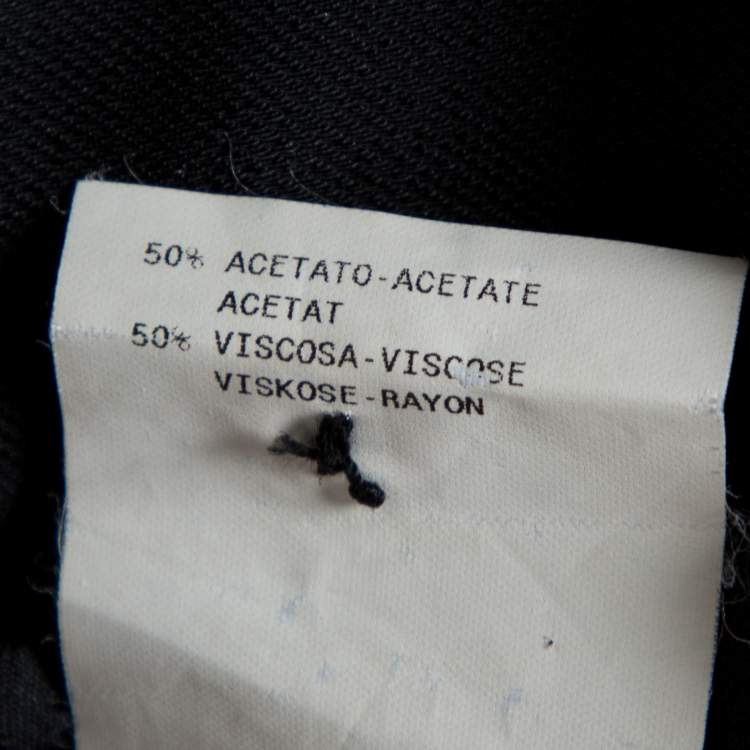 50% ACETATO-ACETATE
ACETAT
50% VISCOSA-VISCOSE
VISKOSE-RAYON